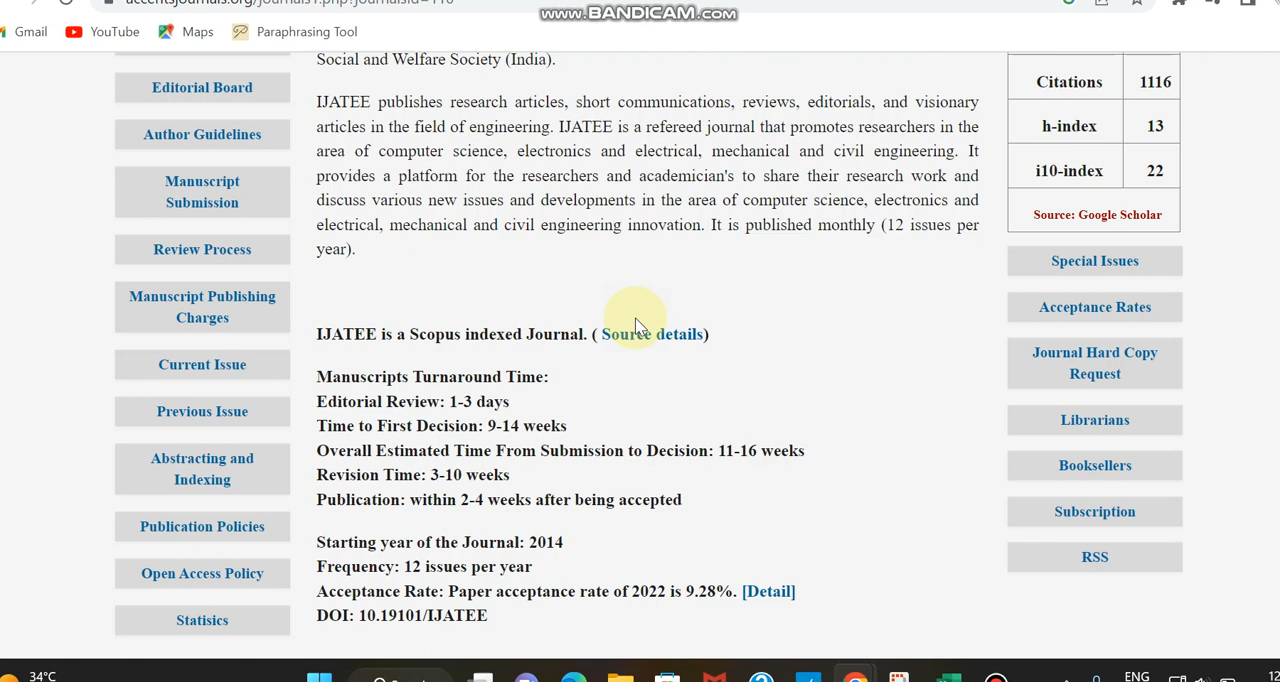 www.BANDICAM.com
Gmail YouTube Maps Paraphrasing Tool
Social and Welfare Society (India).
IJATEE publishes research articles, short communications, reviews, editorials, and visionary
articles in the field of engineering. IJATEE is a refereed journal that promotes researchers in the
area of computer science, electronics and electrical, mechanical and civil engineering. It
provides a platform for the researchers and academician's to share their research work and
discuss various new issues and developments in the area of computer science, electronics and
electrical, mechanical and civil engineering innovation. It is published monthly (12 issues per
year).
IJATEE is a Scopus indexed Journal. ( Source details)
Manuscripts Turnaround Time:
Editorial Review: 1-3 days
Time to First Decision: 9-14 weeks
Overall Estimated Time From Submission to Decision: 11-16 weeks
Revision Time: 3-10 weeks
Publication: within 2-4 weeks after being accepted
Starting year of the Journal: 2014
Frequency: 12 issues per year
Acceptance Rate: Paper acceptance rate of 2022 is 9.28%. [Detail]
DOI: 10.19101/IJATEE
Editorial Board
Author Guidelines
Manuscript
Submission
Review Process
Manuscript Publishing
Charges
Current Issue
Previous Issue
Abstracting and
Indexing
Publication Policies
Open Access Policy
Statisics
Citations 1116
h-index 13
i10-index 22
Source: Google Scholar
Special Issues
Acceptance Rates
Journal Hard Copy
Request
Librarians
Booksellers
Subscription
RSS
34°C
ENG